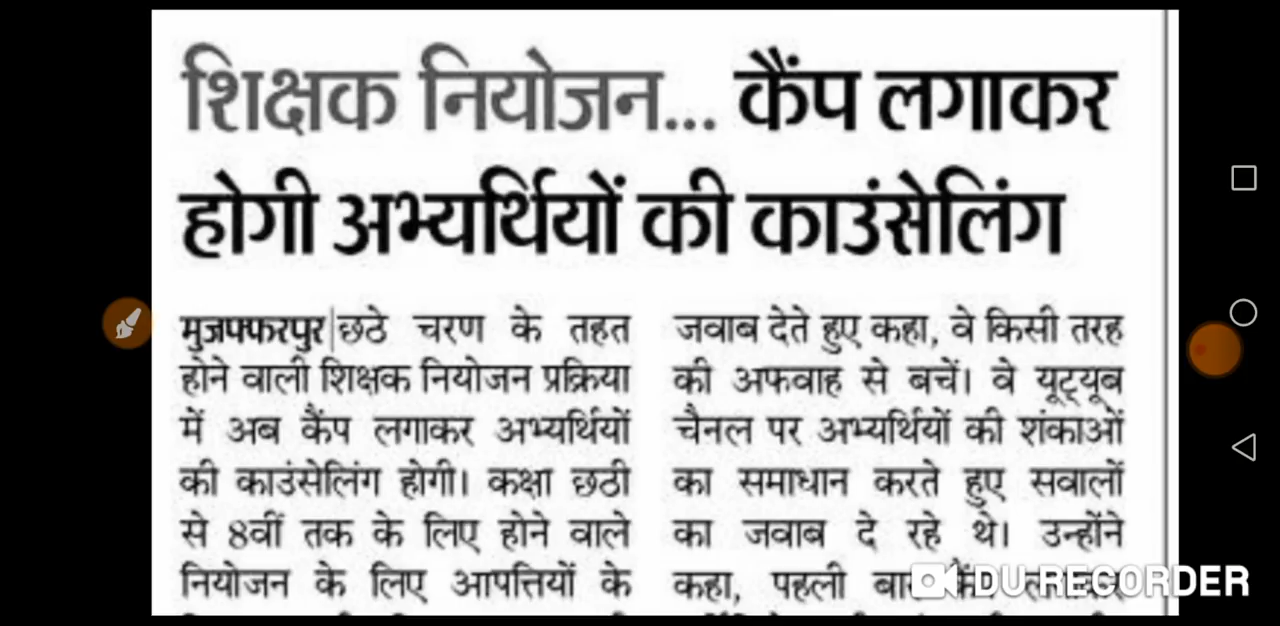 शिक्षक नियोजन... कैंप लगाकर
होगी अभ्यर्थियों की काउंसेलिंग
मुजफ्फरपुर|छठे चरण के तहत
होने वाली शिक्षक नियोजन प्रक्रिया
में अब कैंप लगाकर अभ्यर्थियों
की काउंसेलिंग होगी। कक्षा छठी
से 8वीं तक के लिए होने वाले
नियोजन के लिए आपत्तियों के
जवाब देते हुए कहा, वे किसी तरह
की अफवाह से बचें। वे यूट्यूब
चैनल पर अभ्यर्थियों की शंकाओं
का समाधान करते हुए सवालों
का जवाब दे रहे थे। उन्होंने
कहा, पहली बार कैंप लगाकर
DU RECORDER